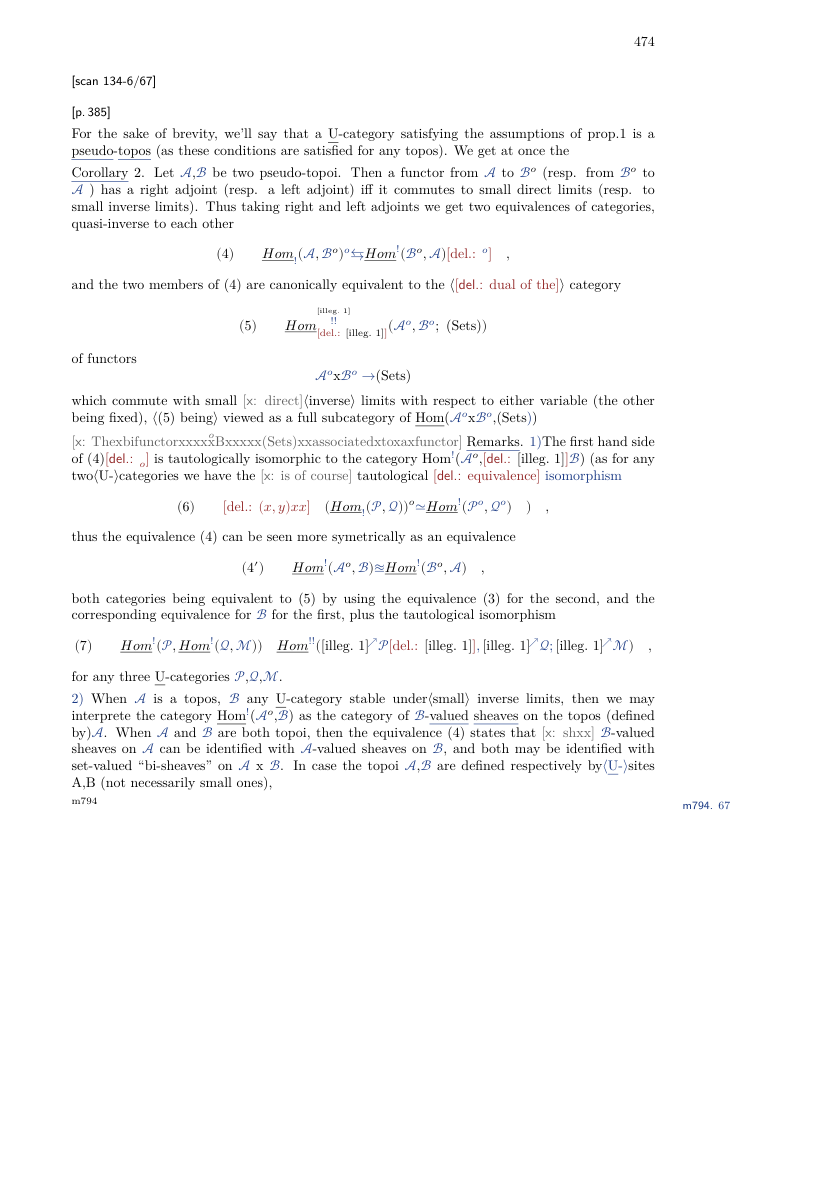 474
[scan 134-6/67]
[p. 385]
For the sake of brevity, we'll say that a U-category satisfying the assumptions of prop.1 is a
pseudo-topos (as these conditions are satisfied for any topos). We get at once the
Corollary 2. Let 𝒜,ℬ be two pseudo-topoi. Then a functor from 𝒜 to ℬᵒ (resp. from ℬᵒ to
𝒜 ) has a right adjoint (resp. a left adjoint) iff it commutes to small direct limits (resp. to
small inverse limits). Thus taking right and left adjoints we get two equivalences of categories,
quasi-inverse to each other
(4) Hom_!(𝒜, ℬᵒ)ᵒ⇆Hom^!(ℬᵒ, 𝒜)[del.: ᵒ] ,
and the two members of (4) are canonically equivalent to the ⟨[del.: dual of the]⟩ category
[illeg. 1]
!!
(5) Hom[del.: [illeg. 1]](𝒜ᵒ, ℬᵒ; (Sets))
of functors
𝒜ᵒxℬᵒ →(Sets)
which commute with small [x: direct]⟨inverse⟩ limits with respect to either variable (the other
being fixed), ⟨(5) being⟩ viewed as a full subcategory of Hom(𝒜ᵒxℬᵒ,(Sets))
[x: ThexbifunctorxxxxxᵒBxxxxx(Sets)xxassociatedxtoxaxfunctor] Remarks. 1)The first hand side
of (4)[del.: ₒ] is tautologically isomorphic to the category Hom^!(𝒜ᵒ,[del.: [illeg. 1]]ℬ) (as for any
two⟨U-⟩categories we have the [x: is of course] tautological [del.: equivalence] isomorphism
(6) [del.: (x, y)xx] (Hom_!(𝒫, 𝒬))ᵒ≃Hom^!(𝒫ᵒ, 𝒬ᵒ) ) ,
thus the equivalence (4) can be seen more symetrically as an equivalence
(4′) Hom^!(𝒜ᵒ, ℬ)≋Hom^!(ℬᵒ, 𝒜) ,
both categories being equivalent to (5) by using the equivalence (3) for the second, and the
corresponding equivalence for ℬ for the first, plus the tautological isomorphism
(7) Hom^!(𝒫, Hom^!(𝒬, ℳ)) Hom^!!([illeg. 1]↗𝒫[del.: [illeg. 1]], [illeg. 1]↗𝒬; [illeg. 1]↗ℳ) ,
for any three U-categories 𝒫,𝒬,ℳ.
2) When 𝒜 is a topos, ℬ any U-category stable under⟨small⟩ inverse limits, then we may
interpret the category Hom^!(𝒜ᵒ,ℬ) as the category of ℬ-valued sheaves on the topos (defined
by)𝒜. When 𝒜 and ℬ are both topoi, then the equivalence (4) states that [x: shxx] ℬ-valued
sheaves on 𝒜 can be identified with 𝒜-valued sheaves on ℬ, and both may be identified with
set-valued “bi-sheaves” on 𝒜 x ℬ. In case the topoi 𝒜,ℬ are defined respectively by⟨U-⟩sites
A,B (not necessarily small ones),
m794
m794. 67